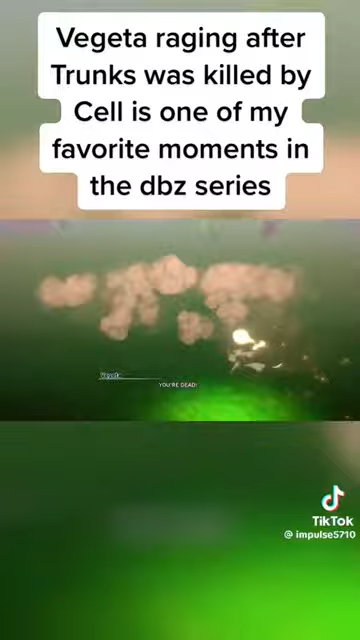 Vegeta raging after
Trunks was killed by
Cell is one of my
favorite moments in
the dbz series
Vegeta
YOU'RE DEAD!
TikTok
@ impulse5710